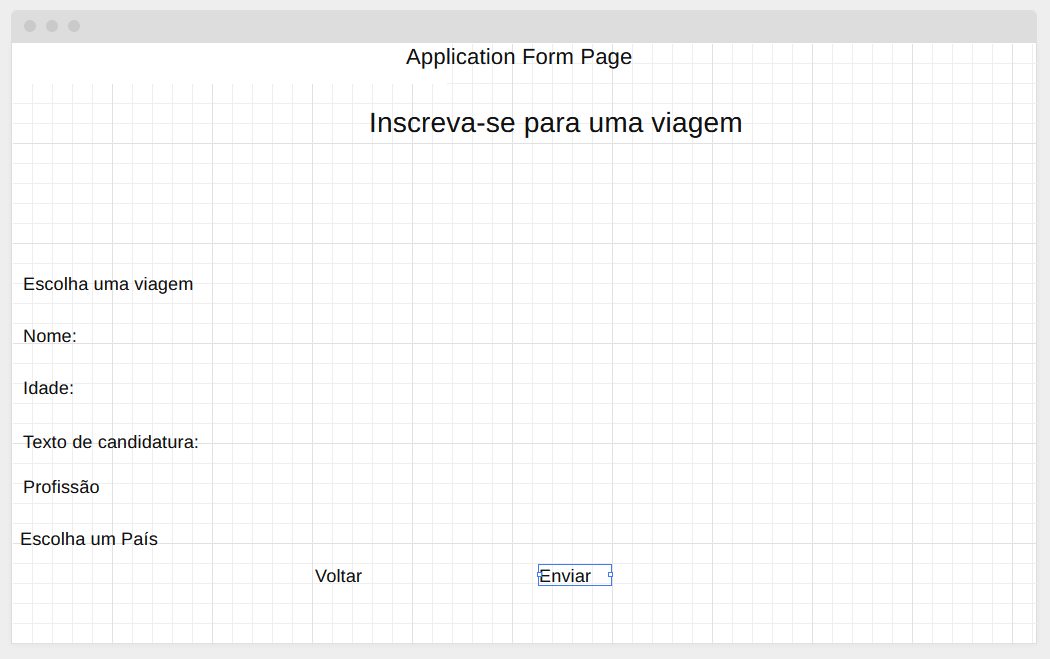 Application Form Page
Inscreva-se para uma viagem
Escolha uma viagem
Nome:
Idade:
Texto de candidatura:
Profissão
Escolha um País
Voltar
Enviar